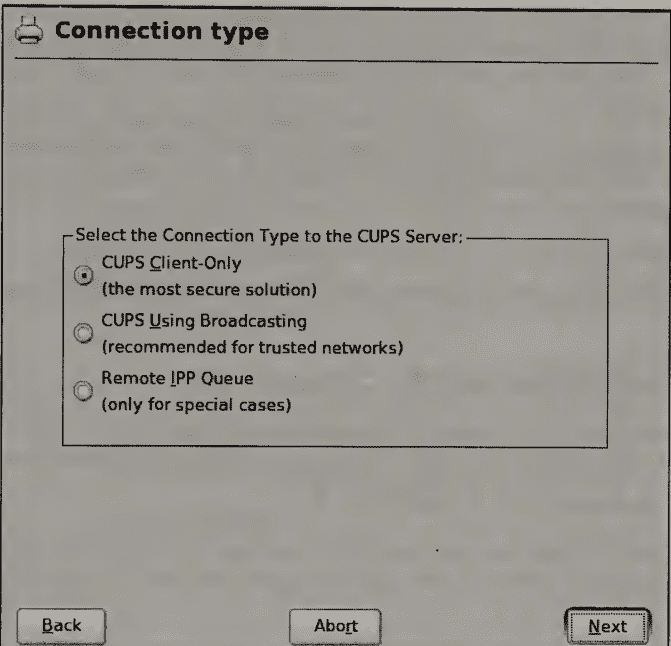 Connection type
Select the Connection Type to the CUPS Server:
CUPS Client-Only
(the most secure solution)
CUPS Using Broadcasting
(recommended for trusted networks)
Remote IPP Queue
(only for special cases)
Back
Abort
Next